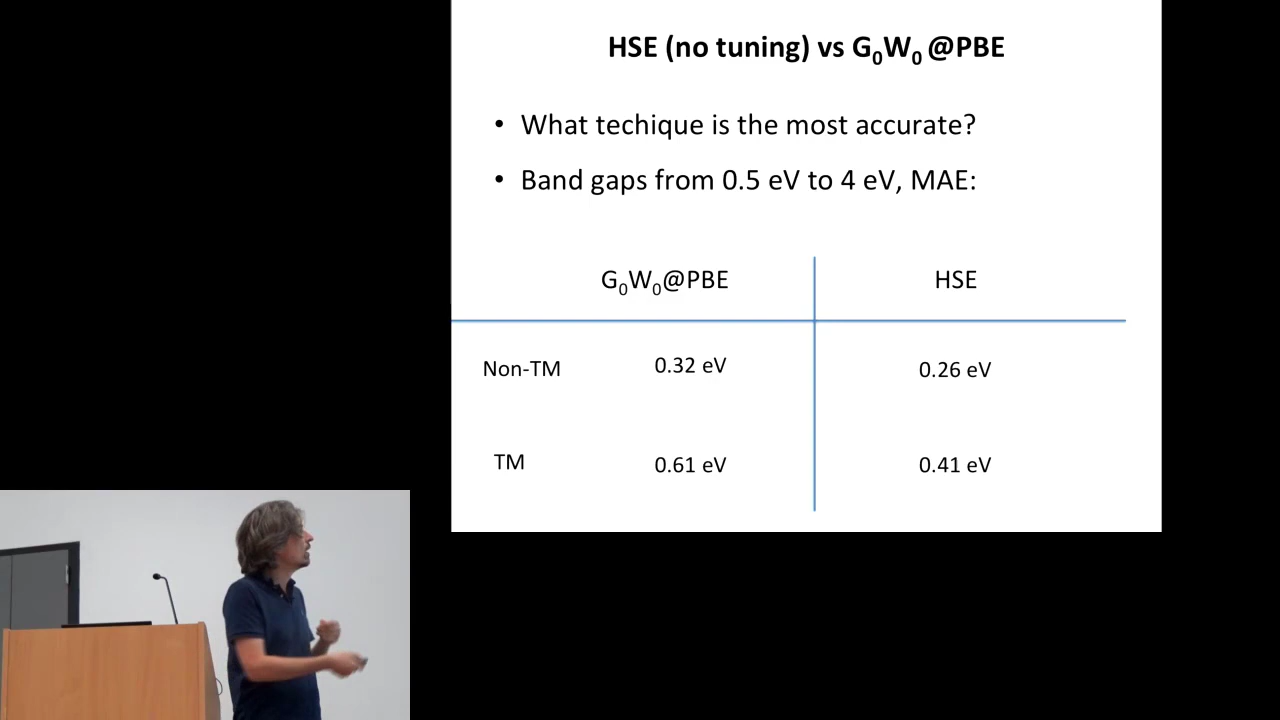 HSE (no tuning) vs G₀W₀ @PBE
• What techique is the most accurate?
• Band gaps from 0.5 eV to 4 eV, MAE:
G₀W₀@PBE HSE
Non-TM 0.32 eV 0.26 eV
TM 0.61 eV 0.41 eV